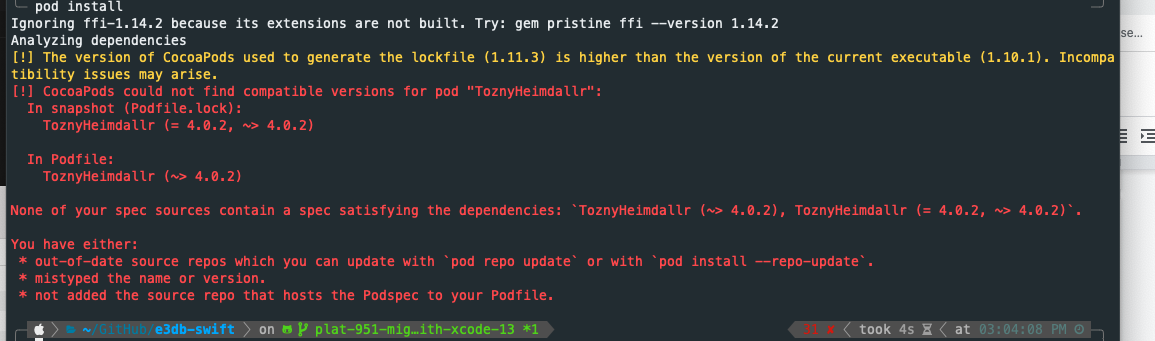 pod install
Ignoring ffi-1.14.2 because its extensions are not built. Try: gem pristine ffi --version 1.14.2
Analyzing dependencies
[!] The version of CocoaPods used to generate the lockfile (1.11.3) is higher than the version of the current executable (1.10.1). Incompa
tibility issues may arise.
[!] CocoaPods could not find compatible versions for pod "ToznyHeimdallr":
In snapshot (Podfile.lock):
ToznyHeimdallr (= 4.0.2, ~> 4.0.2)
In Podfile:
ToznyHeimdallr (~> 4.0.2)
None of your spec sources contain a spec satisfying the dependencies: `ToznyHeimdallr (~> 4.0.2), ToznyHeimdallr (= 4.0.2, ~> 4.0.2)`.
You have either:
* out-of-date source repos which you can update with `pod repo update` or with `pod install --repo-update`.
* mistyped the name or version.
* not added the source repo that hosts the Podspec to your Podfile.
~/GitHub/e3db-swift on plat-951-mig…ith-xcode-13 *1 31 ✘ took 4s at 03:04:08 PM
se...